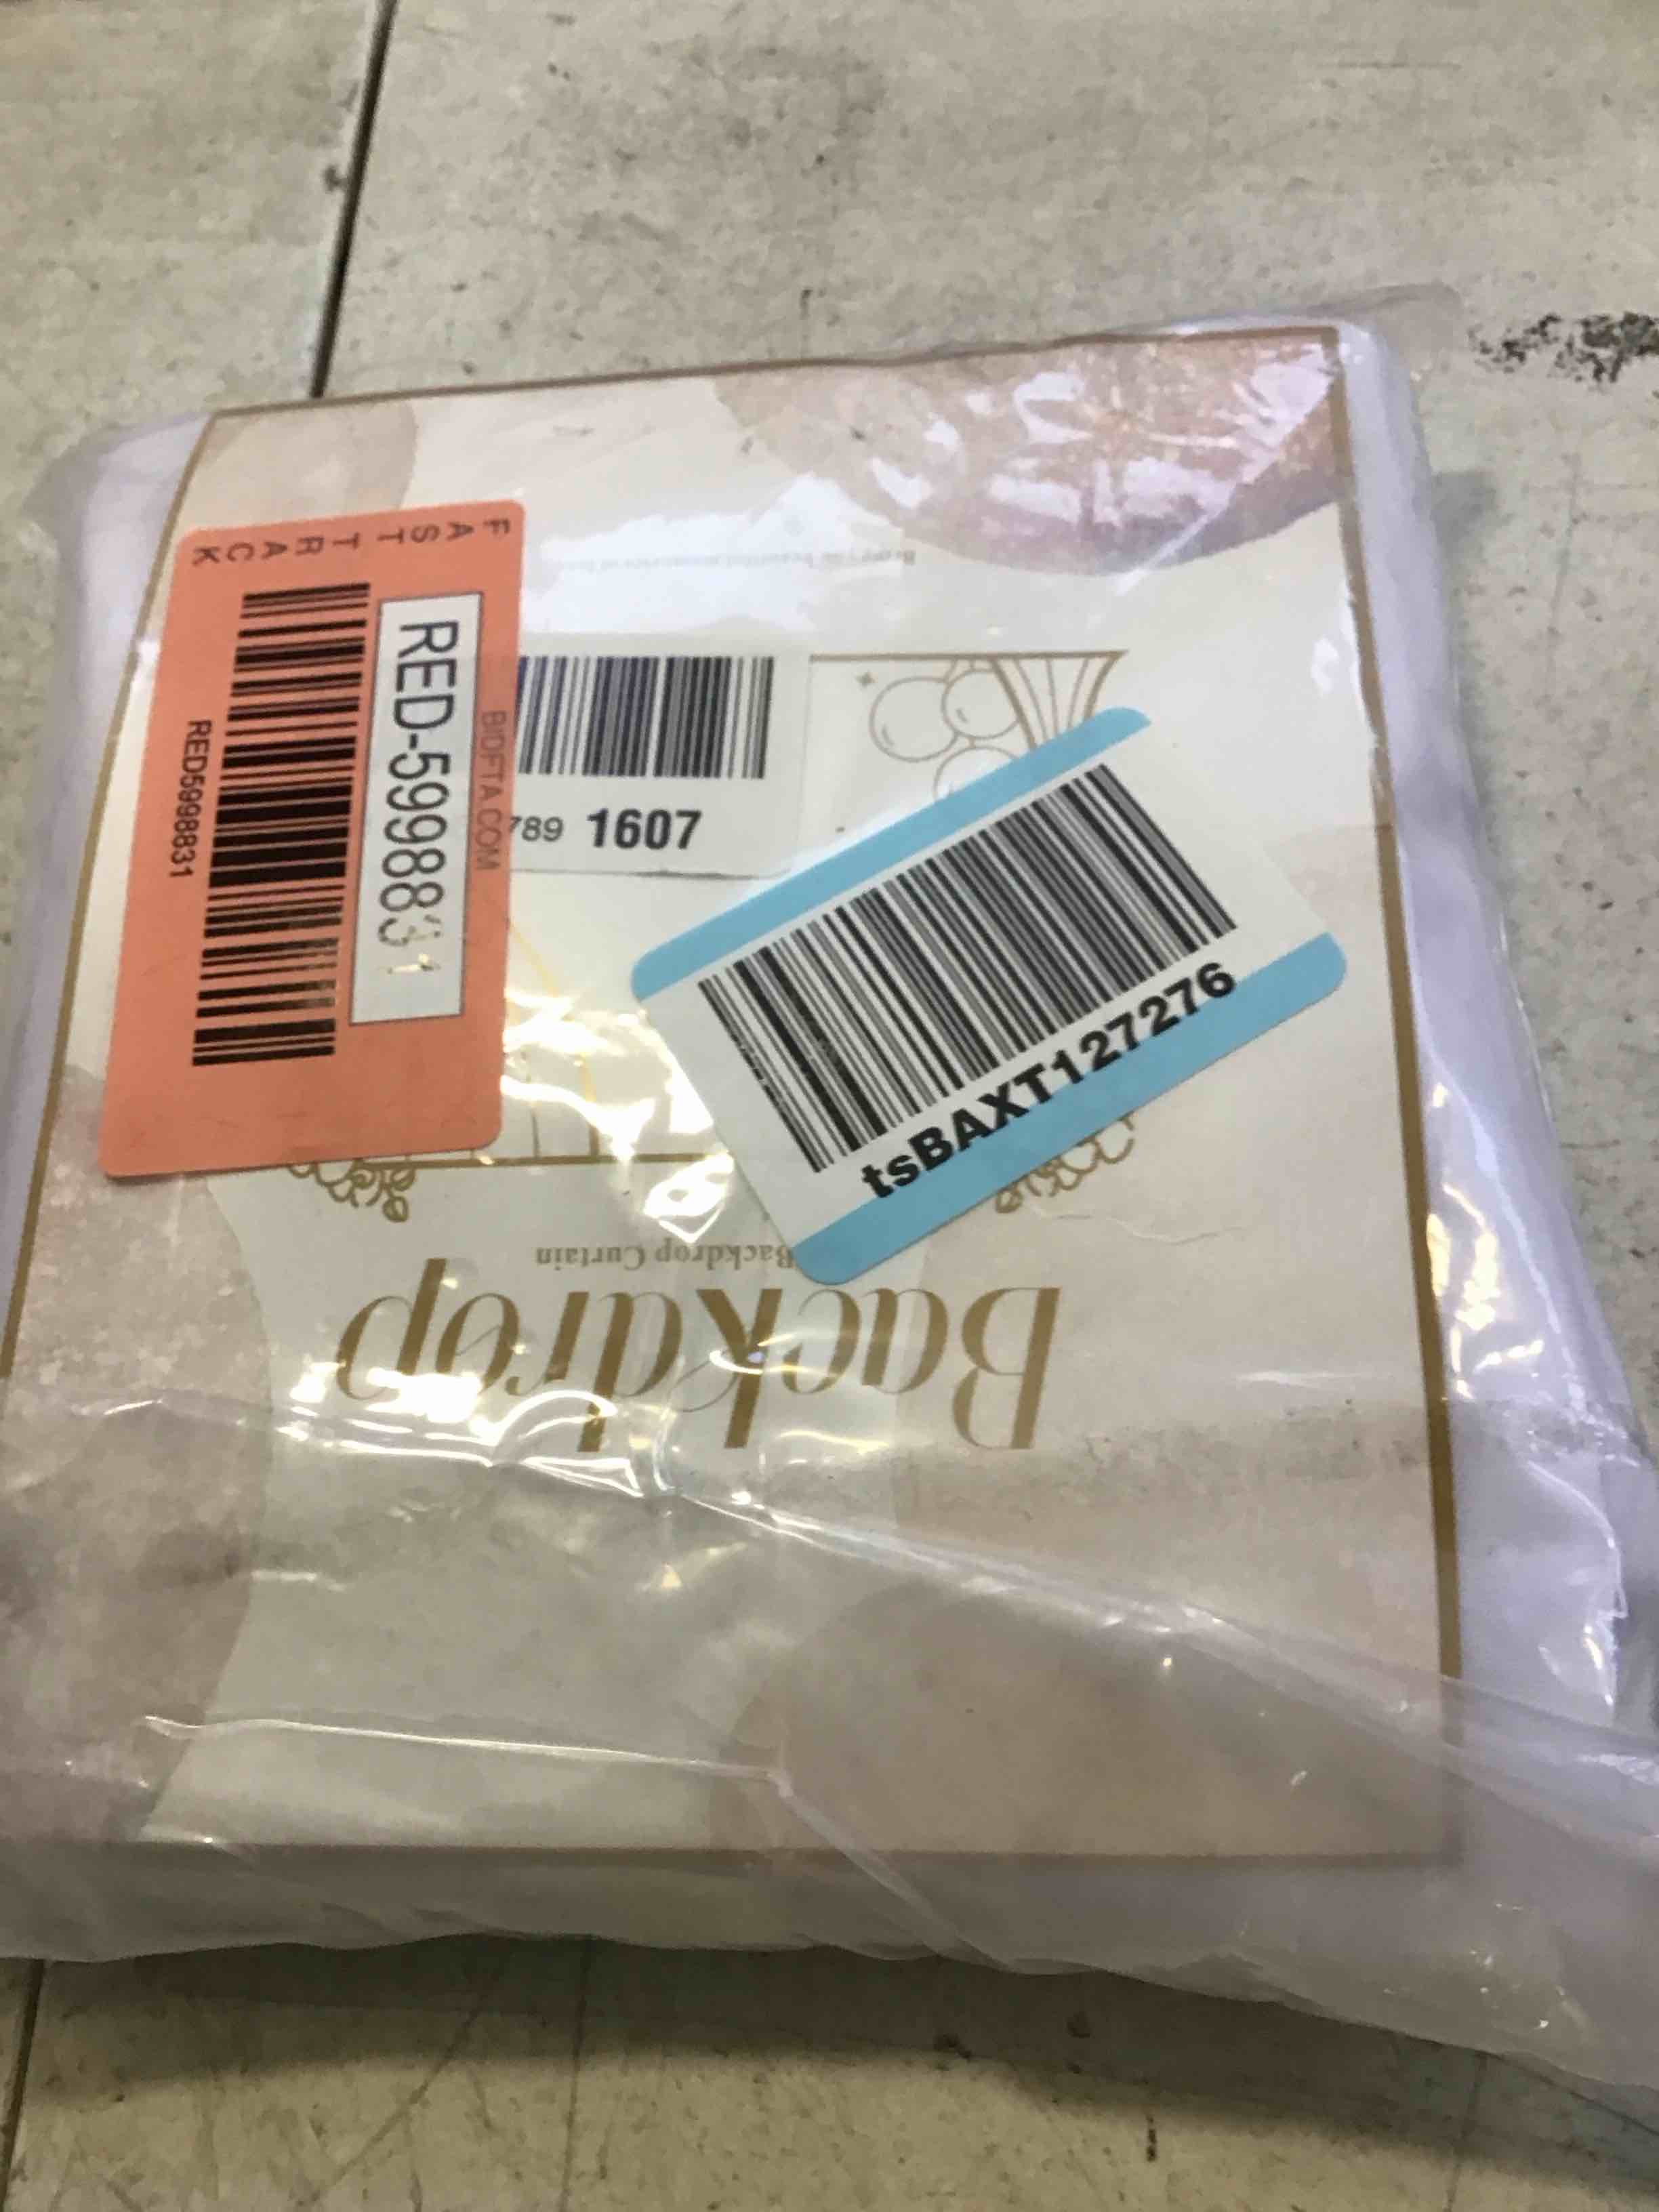 FAST TRACK
RED-5998831
RED5998831
BIDFTA.COM
789 1607
tsBAXT127276
Backdrop Curtain
Backdrop